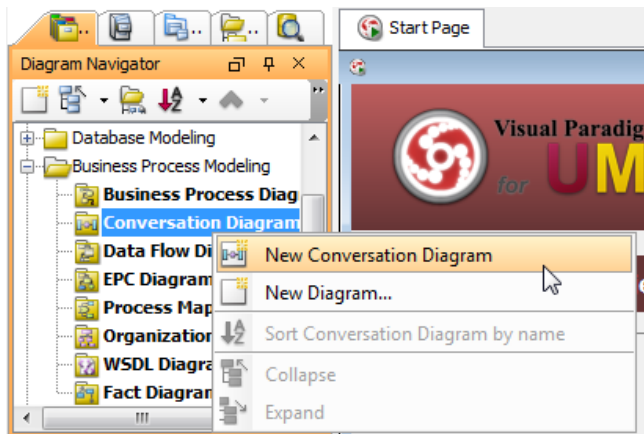 Start Page
Diagram Navigator
Database Modeling
Business Process Modeling
Business Process Diag
Conversation Diagram
Data Flow Di
EPC Diagram
Process Map
Organization
WSDL Diagra
Fact Diagran
Visual Paradig
for UM
New Conversation Diagram
New Diagram...
Sort Conversation Diagram by name
Collapse
Expand